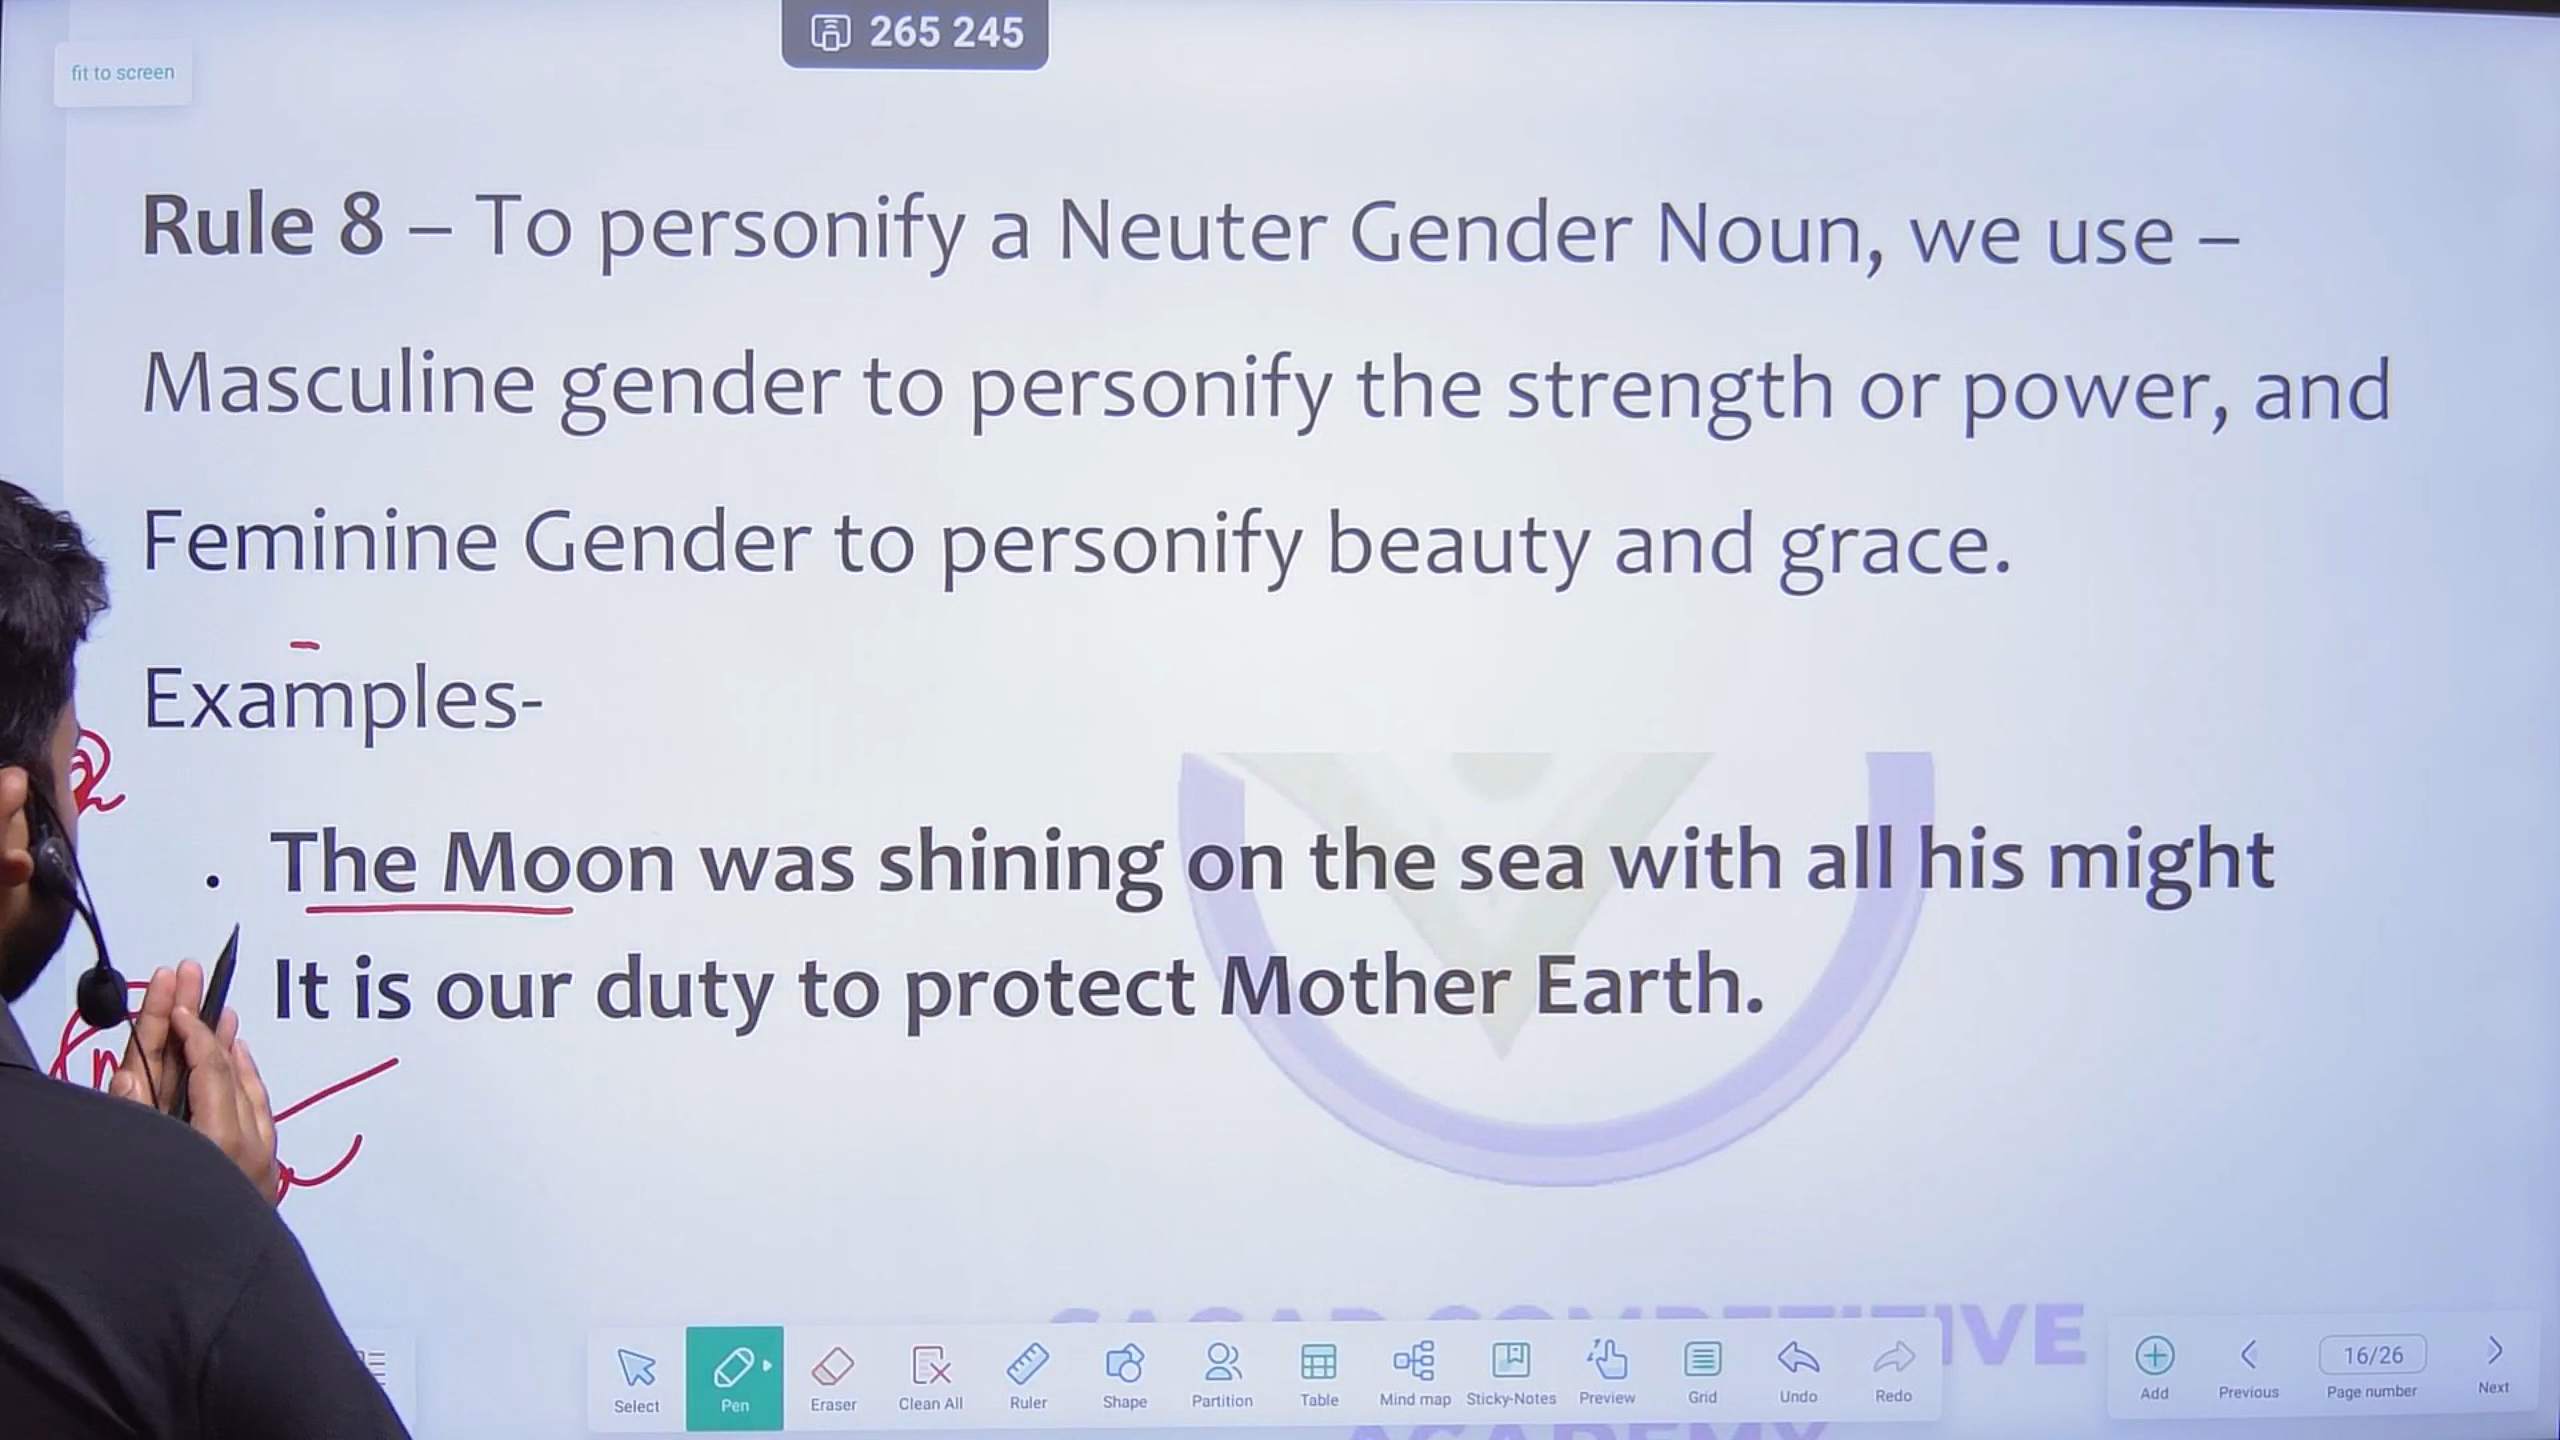 265 245
fit to screen
Rule 8 – To personify a Neuter Gender Noun, we use –
Masculine gender to personify the strength or power, and
Feminine Gender to personify beauty and grace.
Examples-
. The Moon was shining on the sea with all his might
It is our duty to protect Mother Earth.
Select Pen Eraser Clean All Ruler Shape Partition Table Mind map Sticky-Notes Preview Grid Undo Redo
Add Previous 16/26 Page number Next